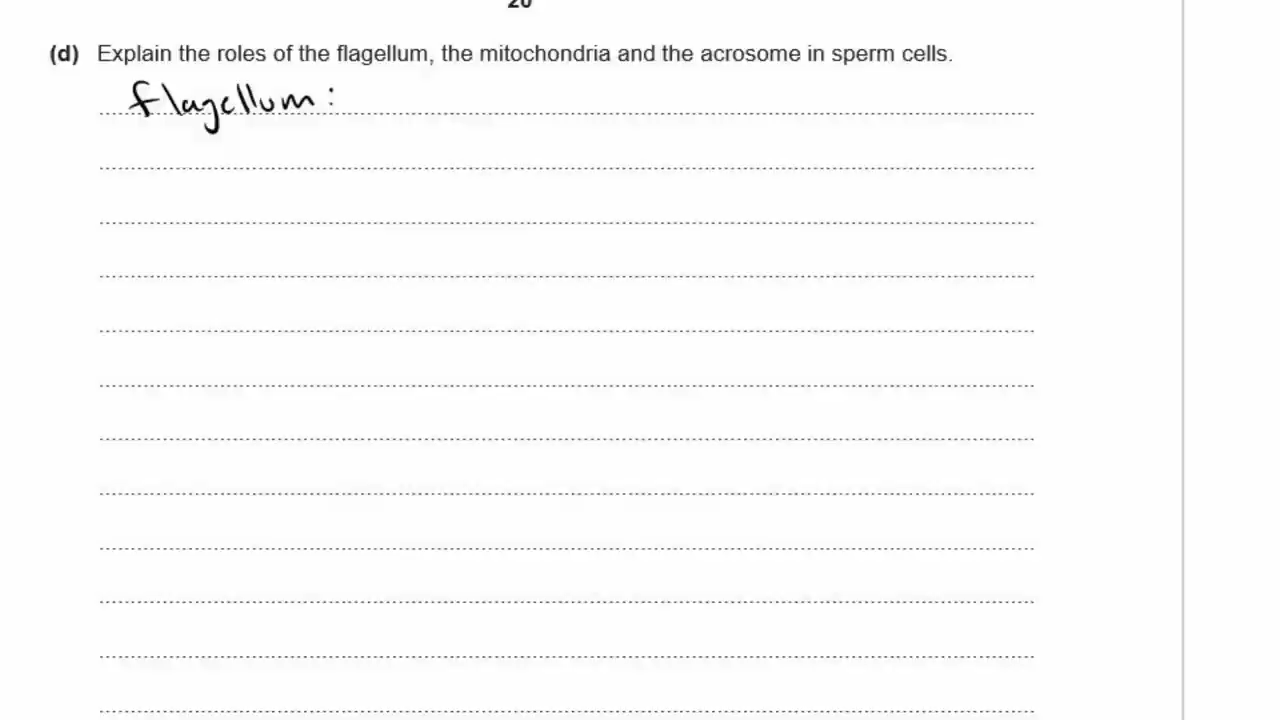 20
(d) Explain the roles of the flagellum, the mitochondria and the acrosome in sperm cells.
flagellum: